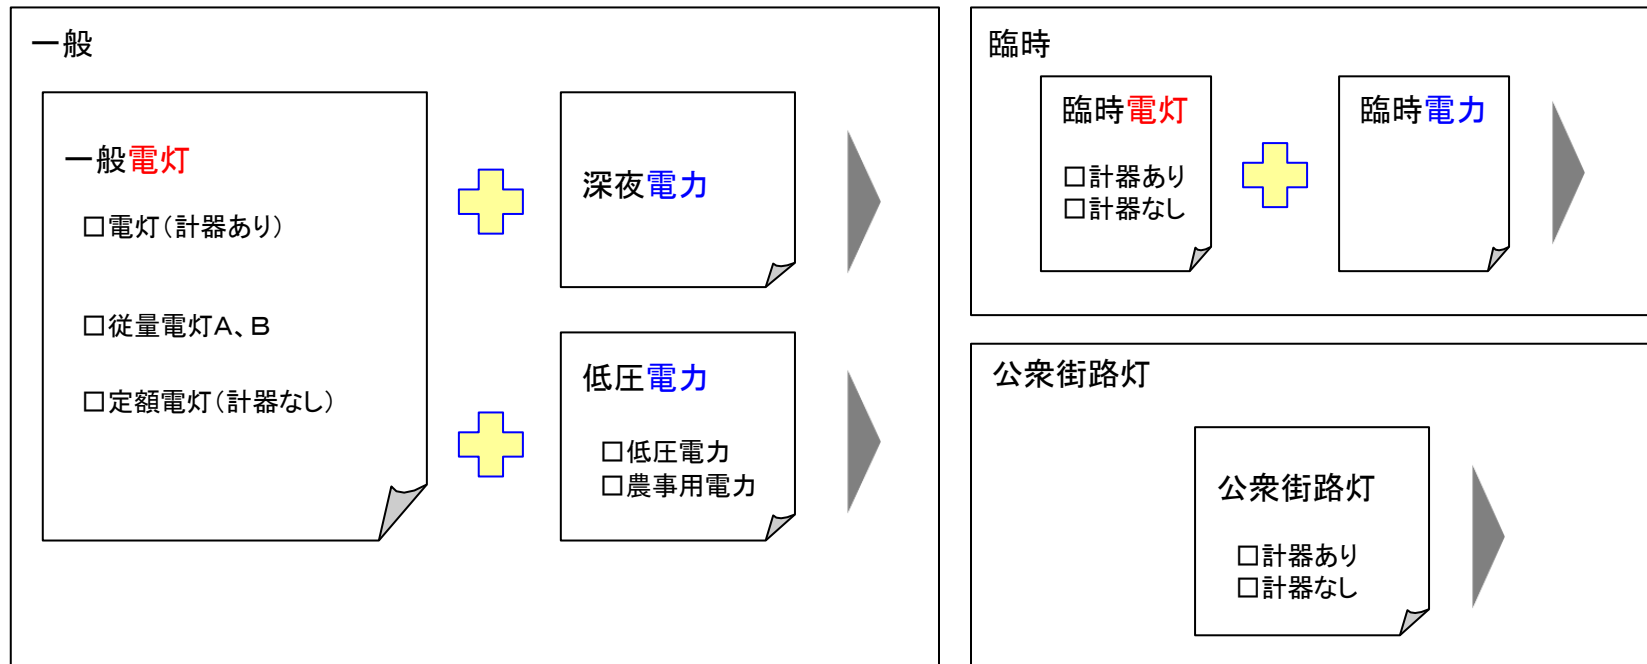 一般
一般電灯
□電灯（計器あり）
□従量電灯A、B
□定額電灯（計器なし）
深夜電力
低圧電力
□低圧電力
□農事用電力
臨時
臨時電灯
□計器あり
□計器なし
臨時電力
公衆街路灯
公衆街路灯
□計器あり
□計器なし